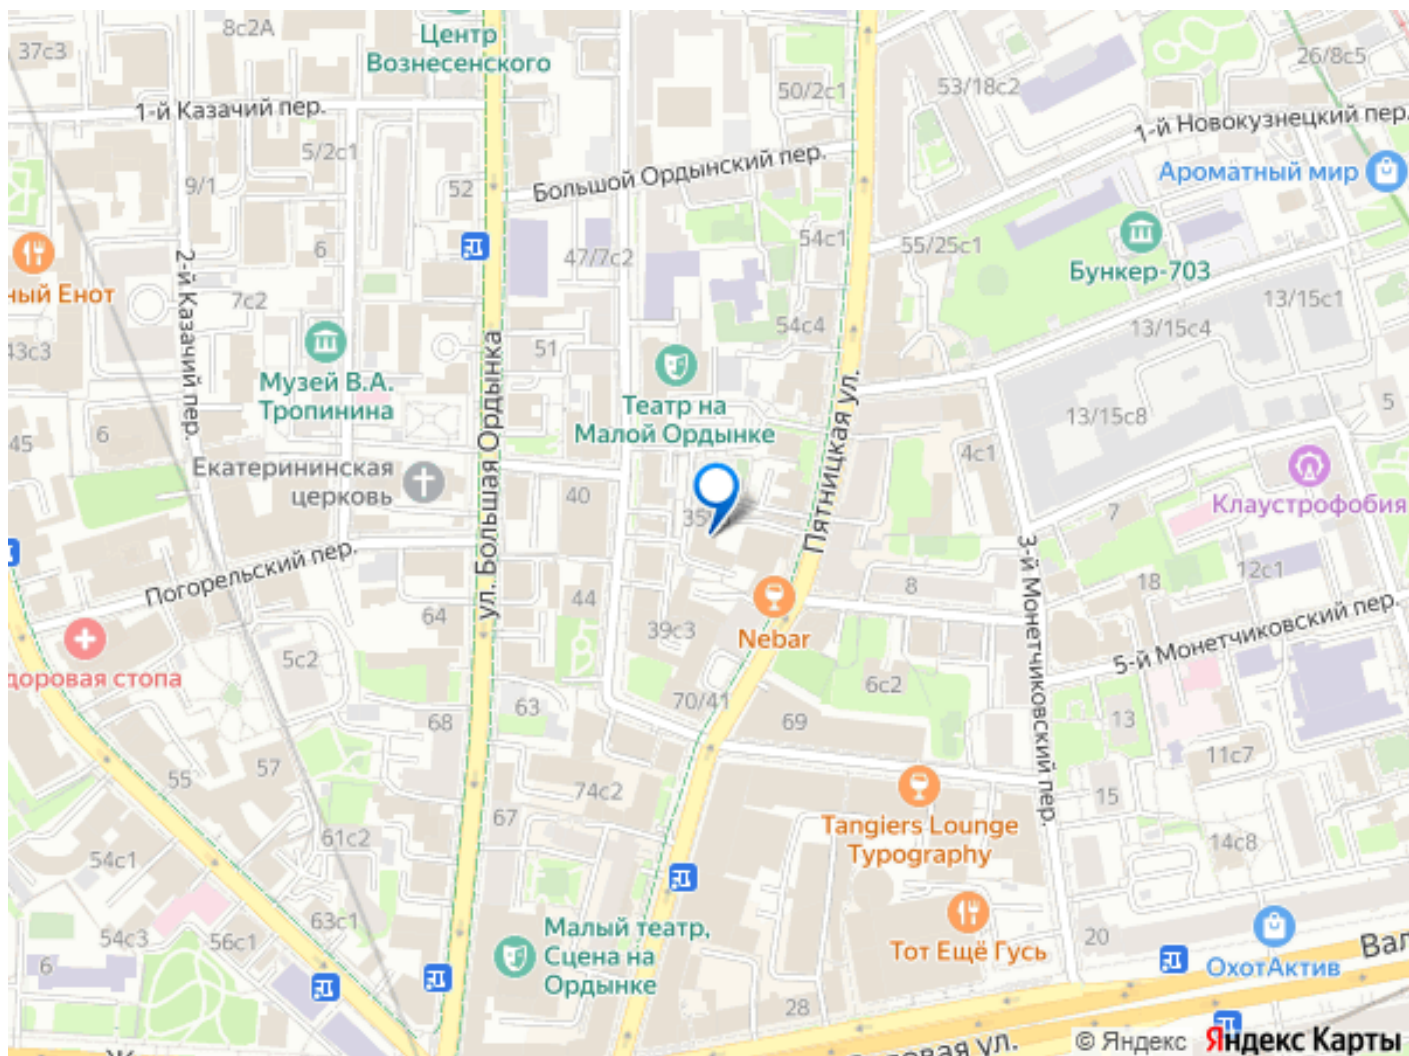 8с2А
Центр
Вознесенского
37с3
50/2с1
53/18с2
26/8с5
1-й Казачий пер.
1-й Новокузнецкий пер.
5/2с1
Большой Ордынский пер.
Ароматный мир
9/1
52
6
47/7с2
54с1
55/25с1
Бункер-703
2-й Казачий пер.
ный Енот
7с2
13/15с1
13/15с4
54с4
43с3
51
Музей В.А.
Тропинина
ул. Большая Ордынка
Театр на
Малой Ордынке
Пятницкая ул.
13/15с8
5
45
6
Екатерининская
церковь
4с1
40
35
7
Клаустрофобия
3-й Монетчиковский пер.
Погорельский пер.
8
18
12с1
44
64
39с3
Nebar
5-й Монетчиковский пер.
5с2
доровая стопа
6с2
63
70/41
68
69
13
11с7
55
57
74с2
15
67
Tangiers Lounge
Typography
61с2
54с1
14с8
63с1
54с3
56с1
6
Малый театр,
Сцена на
Ордынке
Тот Ещё Гусь
20
ОхотАктив
Вал
28
овая ул.
© Яндекс
Яндекс Карты